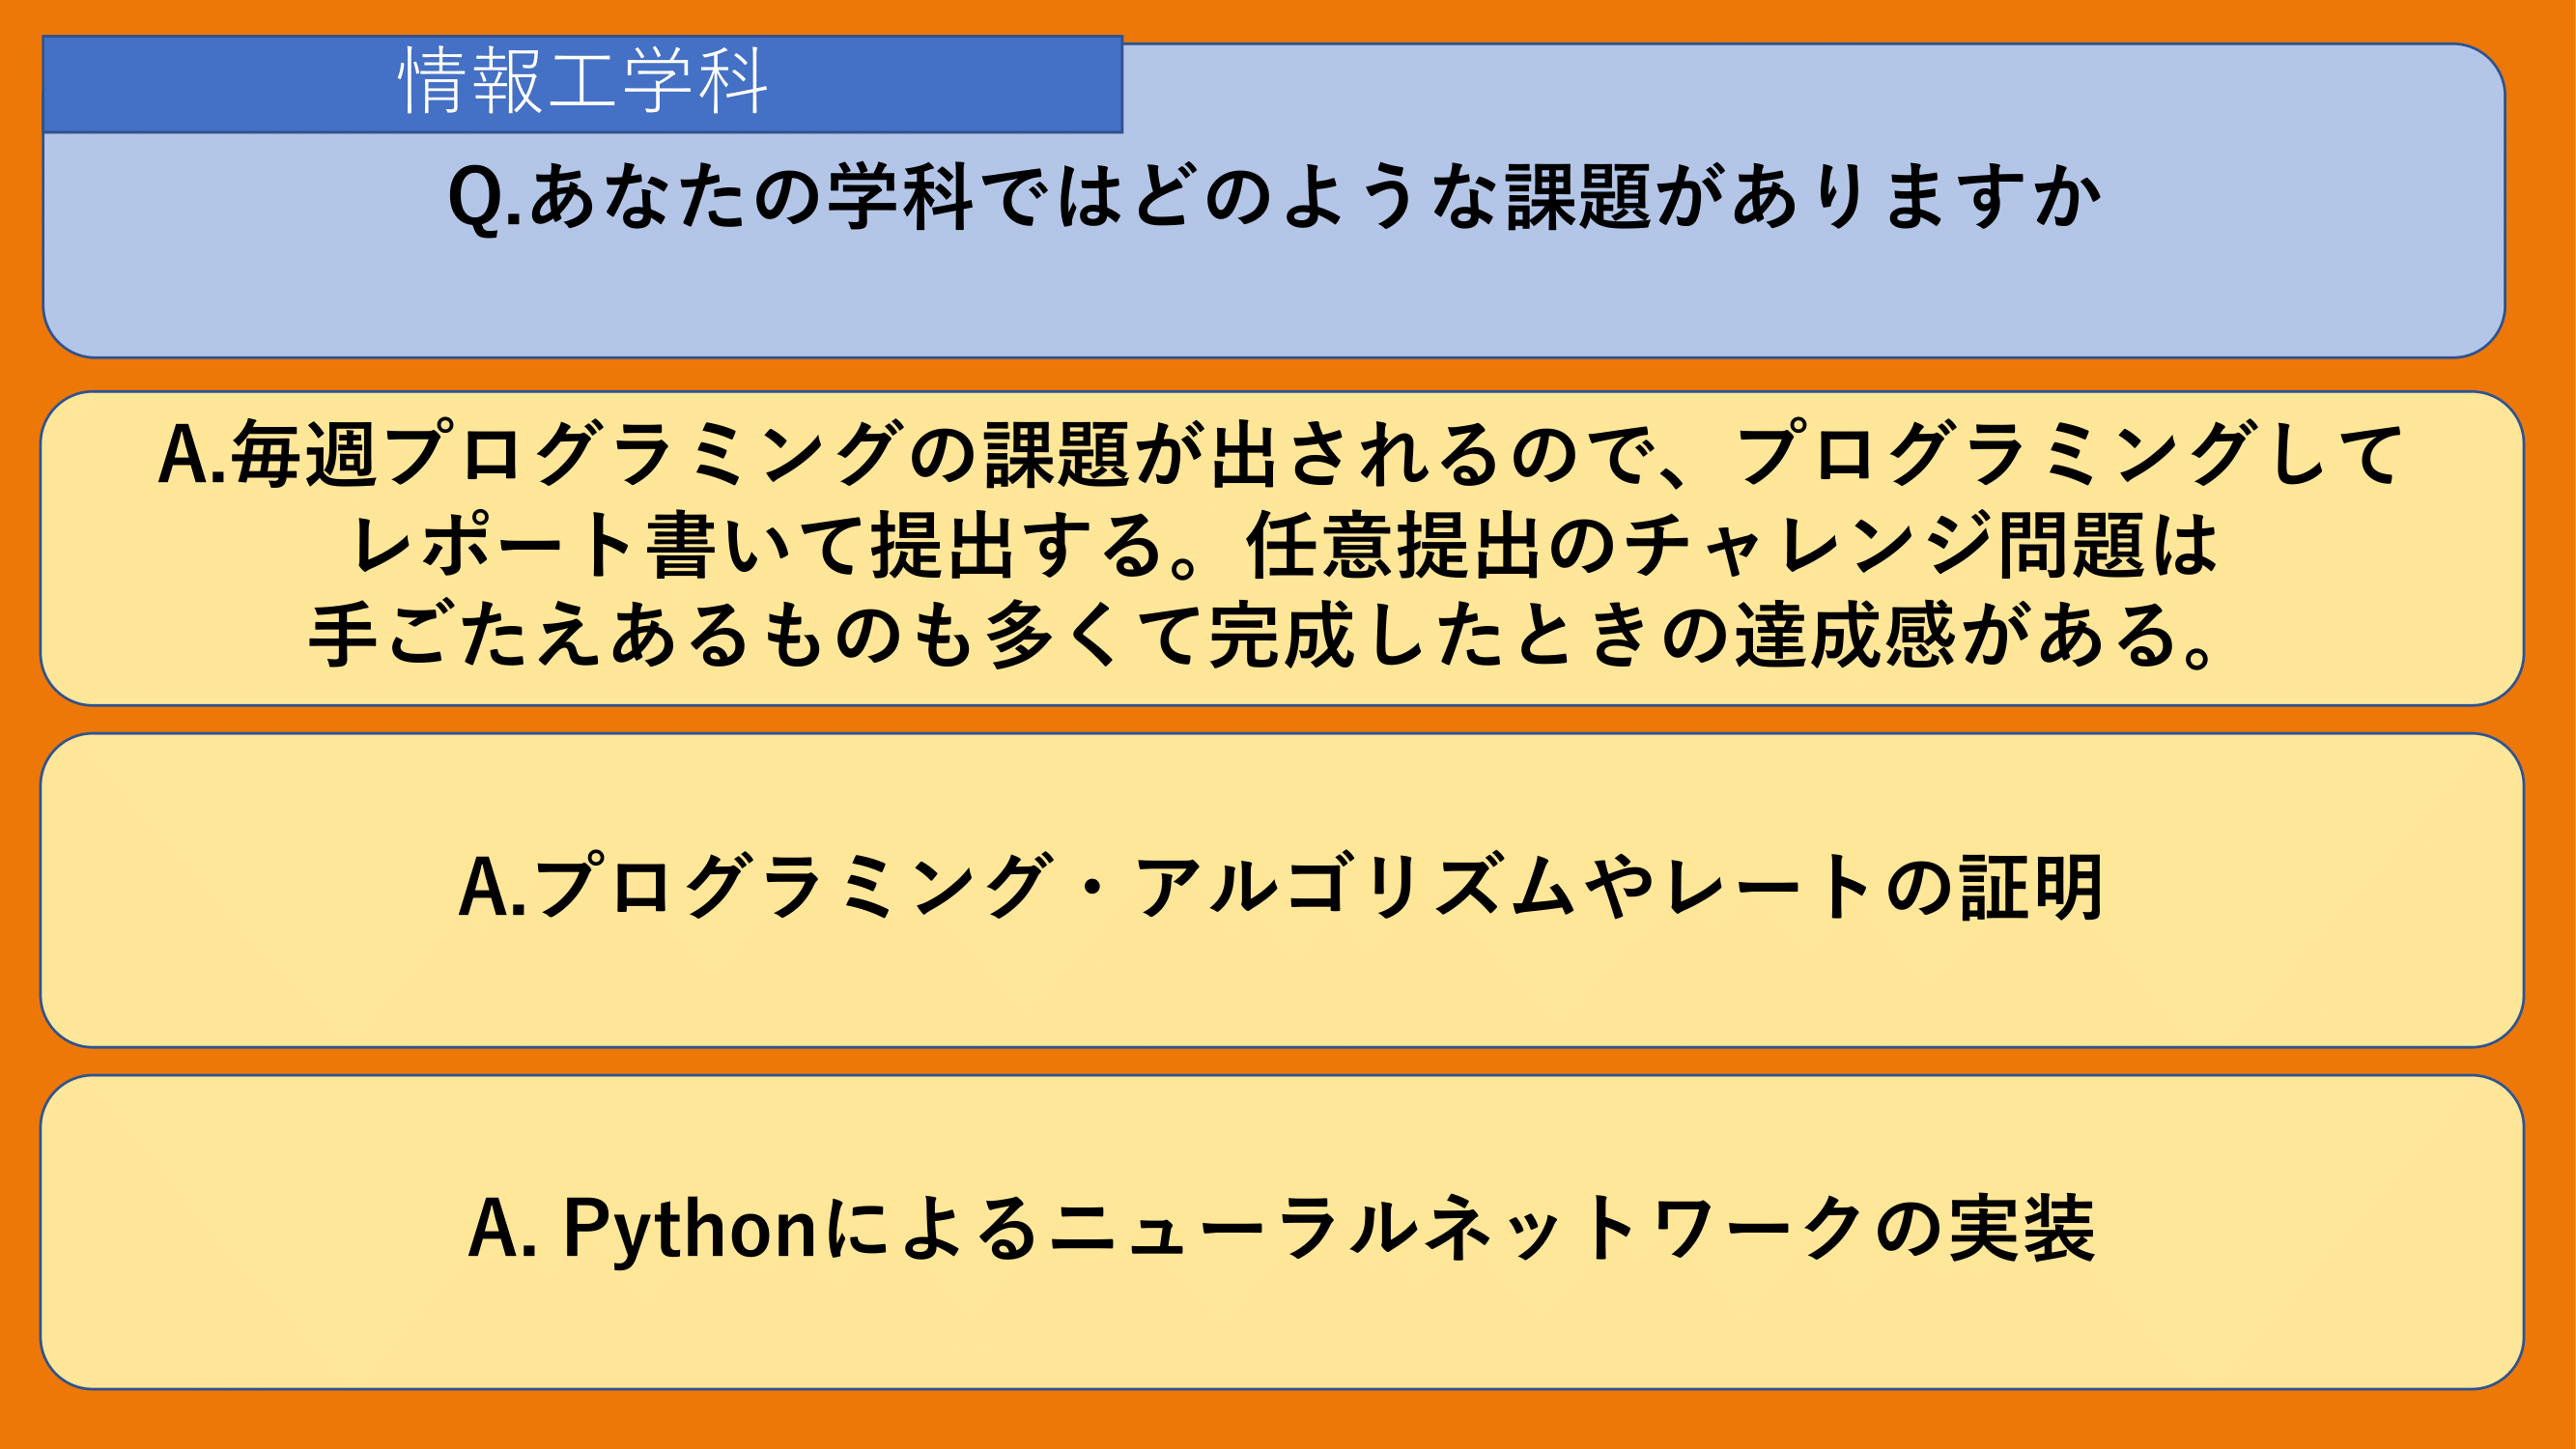 情報工学科
Q.あなたの学科ではどのような課題がありますか
A.毎週プログラミングの課題が出されるので、プログラミングして
レポート書いて提出する。任意提出のチャレンジ問題は
手ごたえあるものも多くて完成したときの達成感がある。
A.プログラミング・アルゴリズムやレートの証明
A. Pythonによるニューラルネットワークの実装